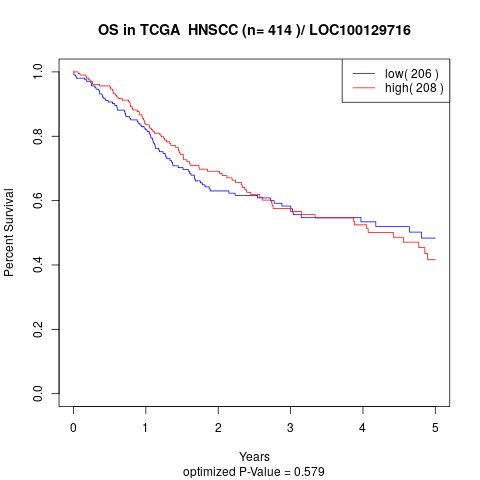 OS in TCGA  HNSCC (n= 414 )/ LOC100129716
low( 206 )
high( 208 )
Percent Survival
1.0
0.8
0.6
0.4
0.2
0.0
0 1 2 3 4 5
Years
optimized P-Value = 0.579